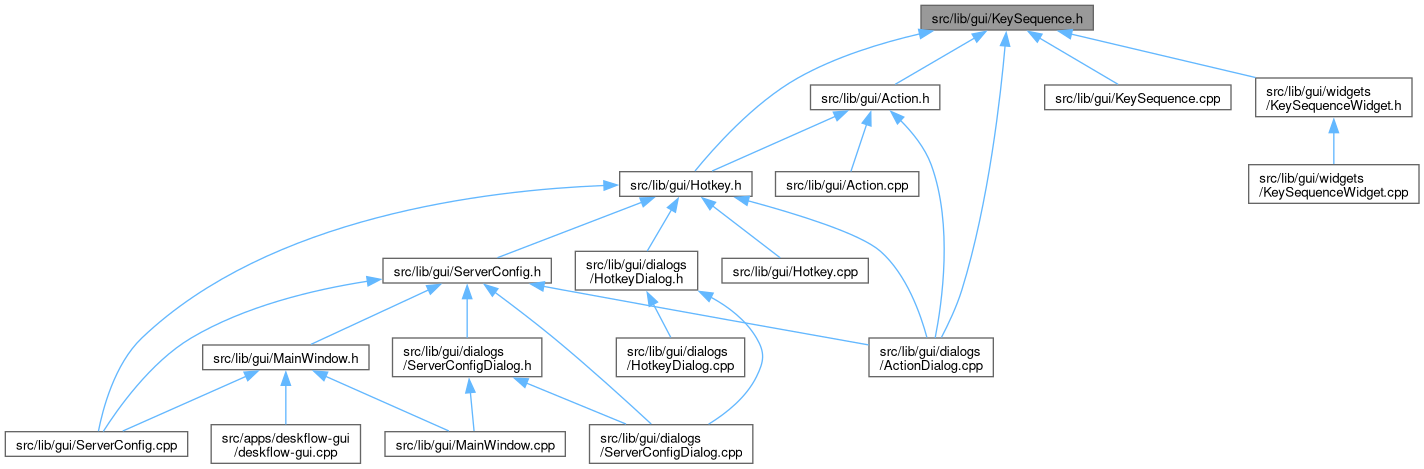 src/lib/gui/KeySequence.h
src/lib/gui/Action.h
src/lib/gui/KeySequence.cpp
src/lib/gui/widgets
/KeySequenceWidget.h
src/lib/gui/Hotkey.h
src/lib/gui/Action.cpp
src/lib/gui/widgets
/KeySequenceWidget.cpp
src/lib/gui/ServerConfig.h
src/lib/gui/dialogs
/HotkeyDialog.h
src/lib/gui/Hotkey.cpp
src/lib/gui/MainWindow.h
src/lib/gui/dialogs
/ServerConfigDialog.h
src/lib/gui/dialogs
/HotkeyDialog.cpp
src/lib/gui/dialogs
/ActionDialog.cpp
src/lib/gui/ServerConfig.cpp
src/apps/deskflow-gui
/deskflow-gui.cpp
src/lib/gui/MainWindow.cpp
src/lib/gui/dialogs
/ServerConfigDialog.cpp